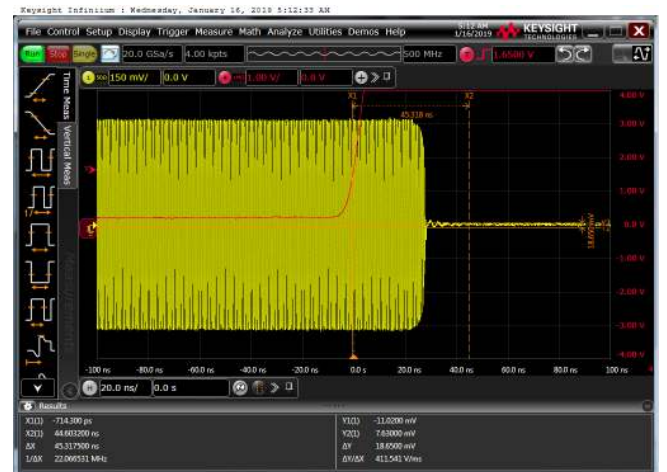 Keysight Infiniium : Wednesday, January 16, 2019 5:12:33 AM
File Control Setup Display Trigger Measure Math Analyze Utilities Demos Help
5:12 AM
1/16/2019
KEYSIGHT
TECHNOLOGIES
Run Stop Single 20.0 GSa/s 4.00 kpts 500 MHz 1.6500 V
150 mV/ 0.0 V 1.00 V/ 0.0 V
Time Meas
Vertical Meas
Measurements
X1 X2
45.318 ns
18.650 mV
4.00 V
3.00 V
2.00 V
1.00 V
0.0 V
-1.00 V
-2.00 V
-3.00 V
-4.00 V
-100 ns -80.0 ns -60.0 ns -40.0 ns -20.0 ns 0.0 s 20.0 ns 40.0 ns 60.0 ns 80.0 ns 100 ns
H 20.0 ns/ 0.0 s
Results
X1(1) -714.300 ps Y1(1) -11.0200 mV
X2(1) 44.603200 ns Y2(1) 7.63000 mV
ΔX 45.317500 ns ΔY 18.6500 mV
1/ΔX 22.066531 MHz ΔY/ΔX 411.541 V/ms